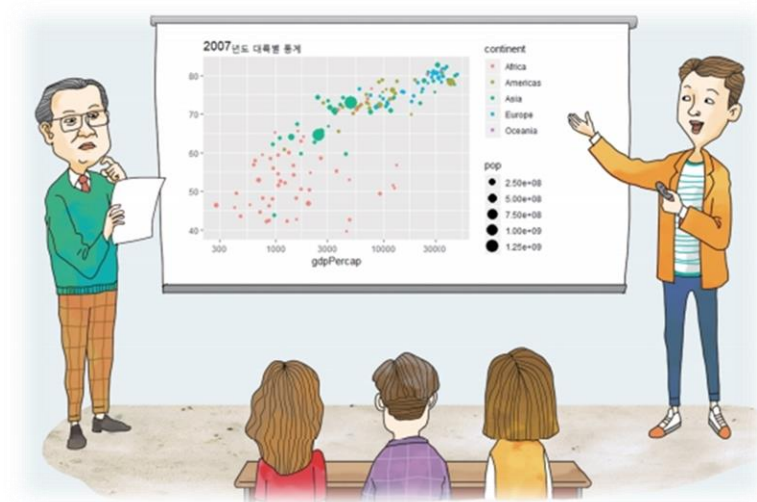 2007년도 대륙별 통계
continent
Africa
Americas
Asia
Europe
Oceania
pop
2.50e+08
5.00e+08
7.50e+08
1.00e+09
1.25e+09
80
70
60
50
40
300 1000 3000 10000 30000
gdpPercap